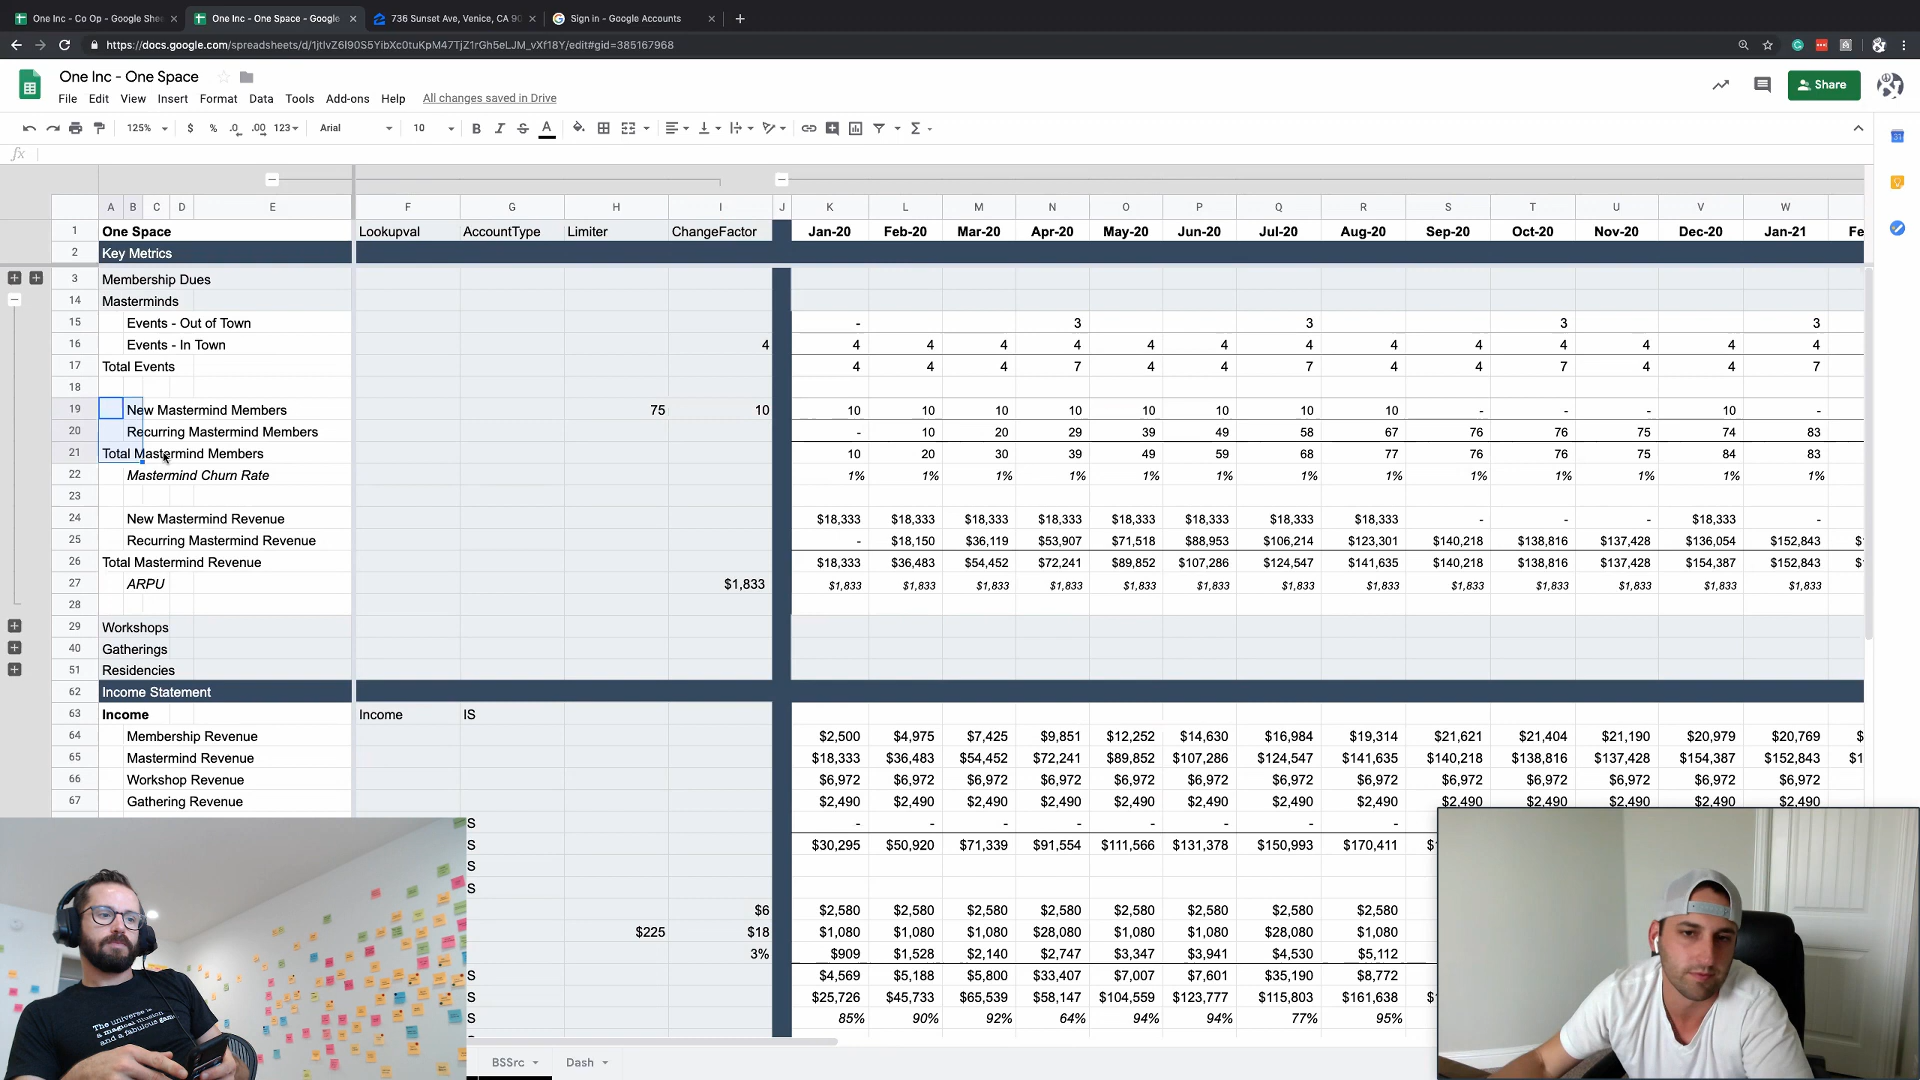 One Inc - Co Op - Google She
One Inc - One Space - Google
736 Sunset Ave, Venice, CA 90
Sign in - Google Accounts
https://docs.google.com/spreadsheets/d/1jtIvZ6I90S5YibXc0tuKpM47TjZ1rGh5eLJM_vXf18Y/edit#gid=385167968
One Inc - One Space
File Edit View Insert Format Data Tools Add-ons Help All changes saved in Drive
Share
125% $ % .0 .00 123 Arial 10 B I S A
fx
A B C D E F G H I J K L M N O P Q R S T U V W
1 One Space Lookupval AccountType Limiter ChangeFactor Jan-20 Feb-20 Mar-20 Apr-20 May-20 Jun-20 Jul-20 Aug-20 Sep-20 Oct-20 Nov-20 Dec-20 Jan-21 Fe
2 Key Metrics
3 Membership Dues
14 Masterminds
15 Events - Out of Town - 3 3 3 3
16 Events - In Town 4 4 4 4 4 4 4 4 4 4 4 4 4 4
17 Total Events 4 4 4 7 4 4 7 4 4 7 4 4 7
18
19 New Mastermind Members 75 10 10 10 10 10 10 10 10 10 - - - 10 -
20 Recurring Mastermind Members - 10 20 29 39 49 58 67 76 76 75 74 83
21 Total Mastermind Members 10 20 30 39 49 59 68 77 76 76 75 84 83
22 Mastermind Churn Rate 1% 1% 1% 1% 1% 1% 1% 1% 1% 1% 1% 1% 1%
23
24 New Mastermind Revenue $18,333 $18,333 $18,333 $18,333 $18,333 $18,333 $18,333 $18,333 - - - $18,333 -
25 Recurring Mastermind Revenue - $18,150 $36,119 $53,907 $71,518 $88,953 $106,214 $123,301 $140,218 $138,816 $137,428 $136,054 $152,843 $
26 Total Mastermind Revenue $18,333 $36,483 $54,452 $72,241 $89,852 $107,286 $124,547 $141,635 $140,218 $138,816 $137,428 $154,387 $152,843 $1
27 ARPU $1,833 $1,833 $1,833 $1,833 $1,833 $1,833 $1,833 $1,833 $1,833 $1,833 $1,833 $1,833 $1,833 $1,833
28
29 Workshops
40 Gatherings
51 Residencies
62 Income Statement
63 Income Income IS
64 Membership Revenue $2,500 $4,975 $7,425 $9,851 $12,252 $14,630 $16,984 $19,314 $21,621 $21,404 $21,190 $20,979 $20,769 $
65 Mastermind Revenue $18,333 $36,483 $54,452 $72,241 $89,852 $107,286 $124,547 $141,635 $140,218 $138,816 $137,428 $154,387 $152,843 $1
66 Workshop Revenue $6,972 $6,972 $6,972 $6,972 $6,972 $6,972 $6,972 $6,972 $6,972 $6,972 $6,972 $6,972 $6,972
67 Gathering Revenue $2,490 $2,490 $2,490 $2,490 $2,490 $2,490 $2,490 $2,490 $2,490 $2,490 $2,490 $2,490 $2,490
S - - - - - - - -
S $30,295 $50,920 $71,339 $91,554 $111,566 $131,378 $150,993 $170,411 $1
S
S
$6 $2,580 $2,580 $2,580 $2,580 $2,580 $2,580 $2,580 $2,580
$225 $18 $1,080 $1,080 $1,080 $28,080 $1,080 $1,080 $28,080 $1,080
3% $909 $1,528 $2,140 $2,747 $3,347 $3,941 $4,530 $5,112
S $4,569 $5,188 $5,800 $33,407 $7,007 $7,601 $35,190 $8,772
S $25,726 $45,733 $65,539 $58,147 $104,559 $123,777 $115,803 $161,638 $
S 85% 90% 92% 64% 94% 94% 77% 95%
The universe is
a magical illusion
and a fabulous game
BSSrc Dash